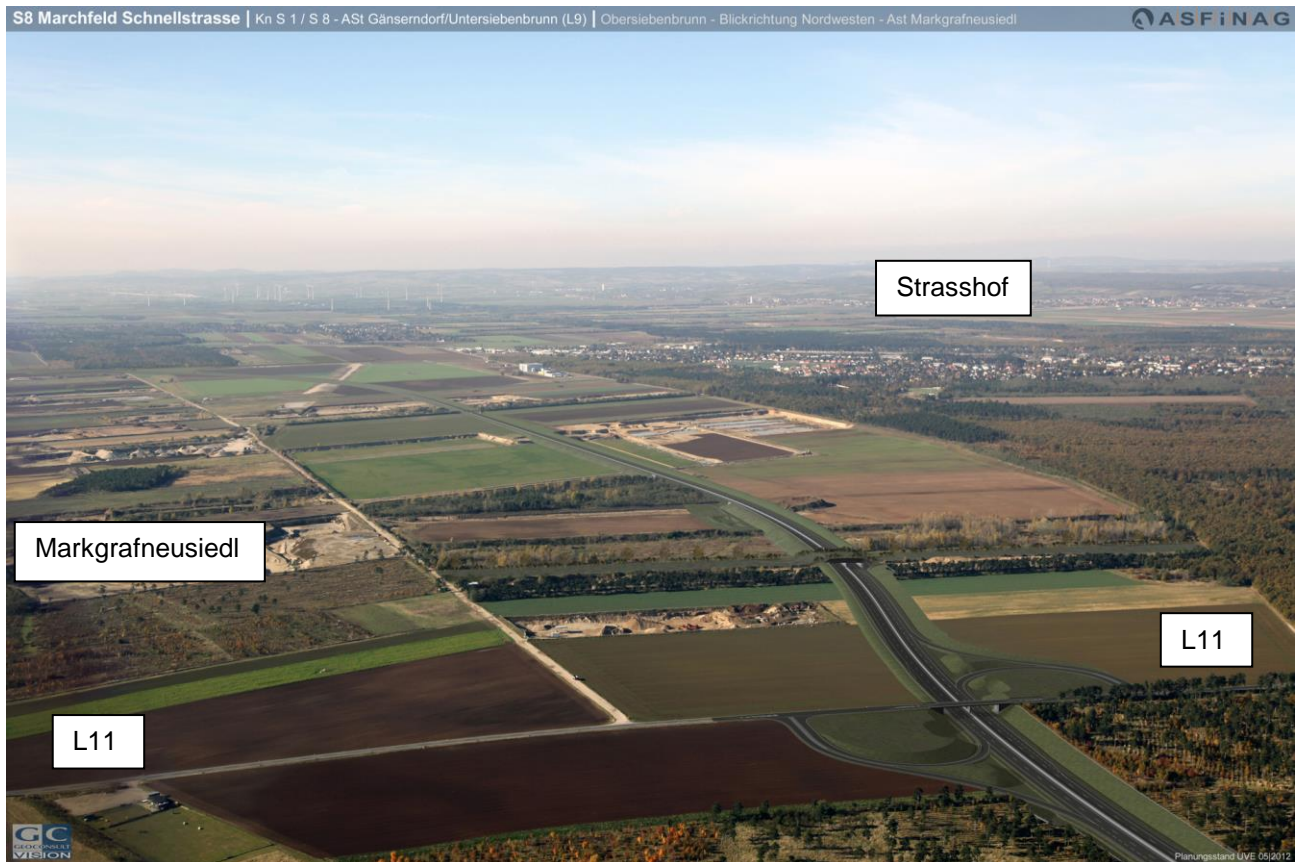 S8 Marchfeld Schnellstrasse | Kn S 1 / S 8 - ASt Gänserndorf/Untersiebenbrunn (L9) | Obersiebenbrunn - Blickrichtung Nordwesten - Ast Markgrafneusiedl
ASFiNAG
Strasshof
Markgrafneusiedl
L11
L11
GC
GEOCONSULT
VISION
Planungsstand UVE 05|2012